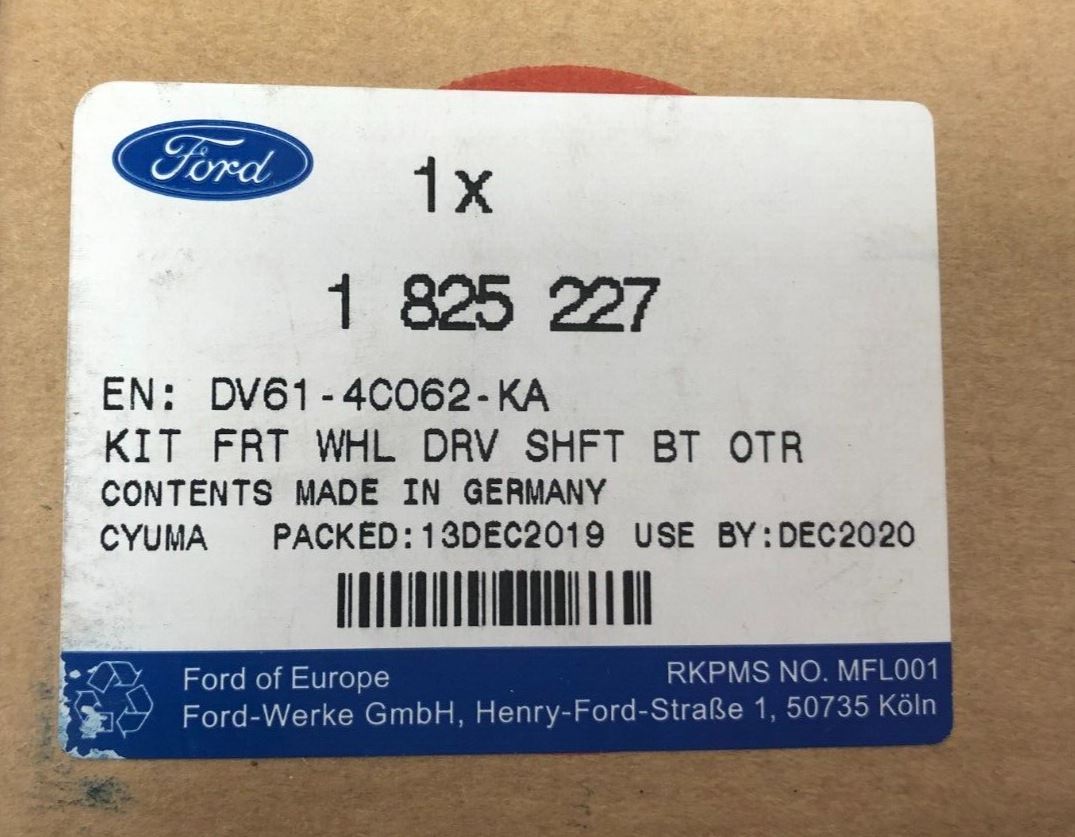 Ford
1x
1 825 227
EN: DV61-4C062-KA
KIT FRT WHL DRV SHFT BT OTR
CONTENTS MADE IN GERMANY
CYUMA PACKED:13DEC2019 USE BY:DEC2020
Ford of Europe RKPMS NO. MFL001
Ford-Werke GmbH, Henry-Ford-Straße 1, 50735 Köln